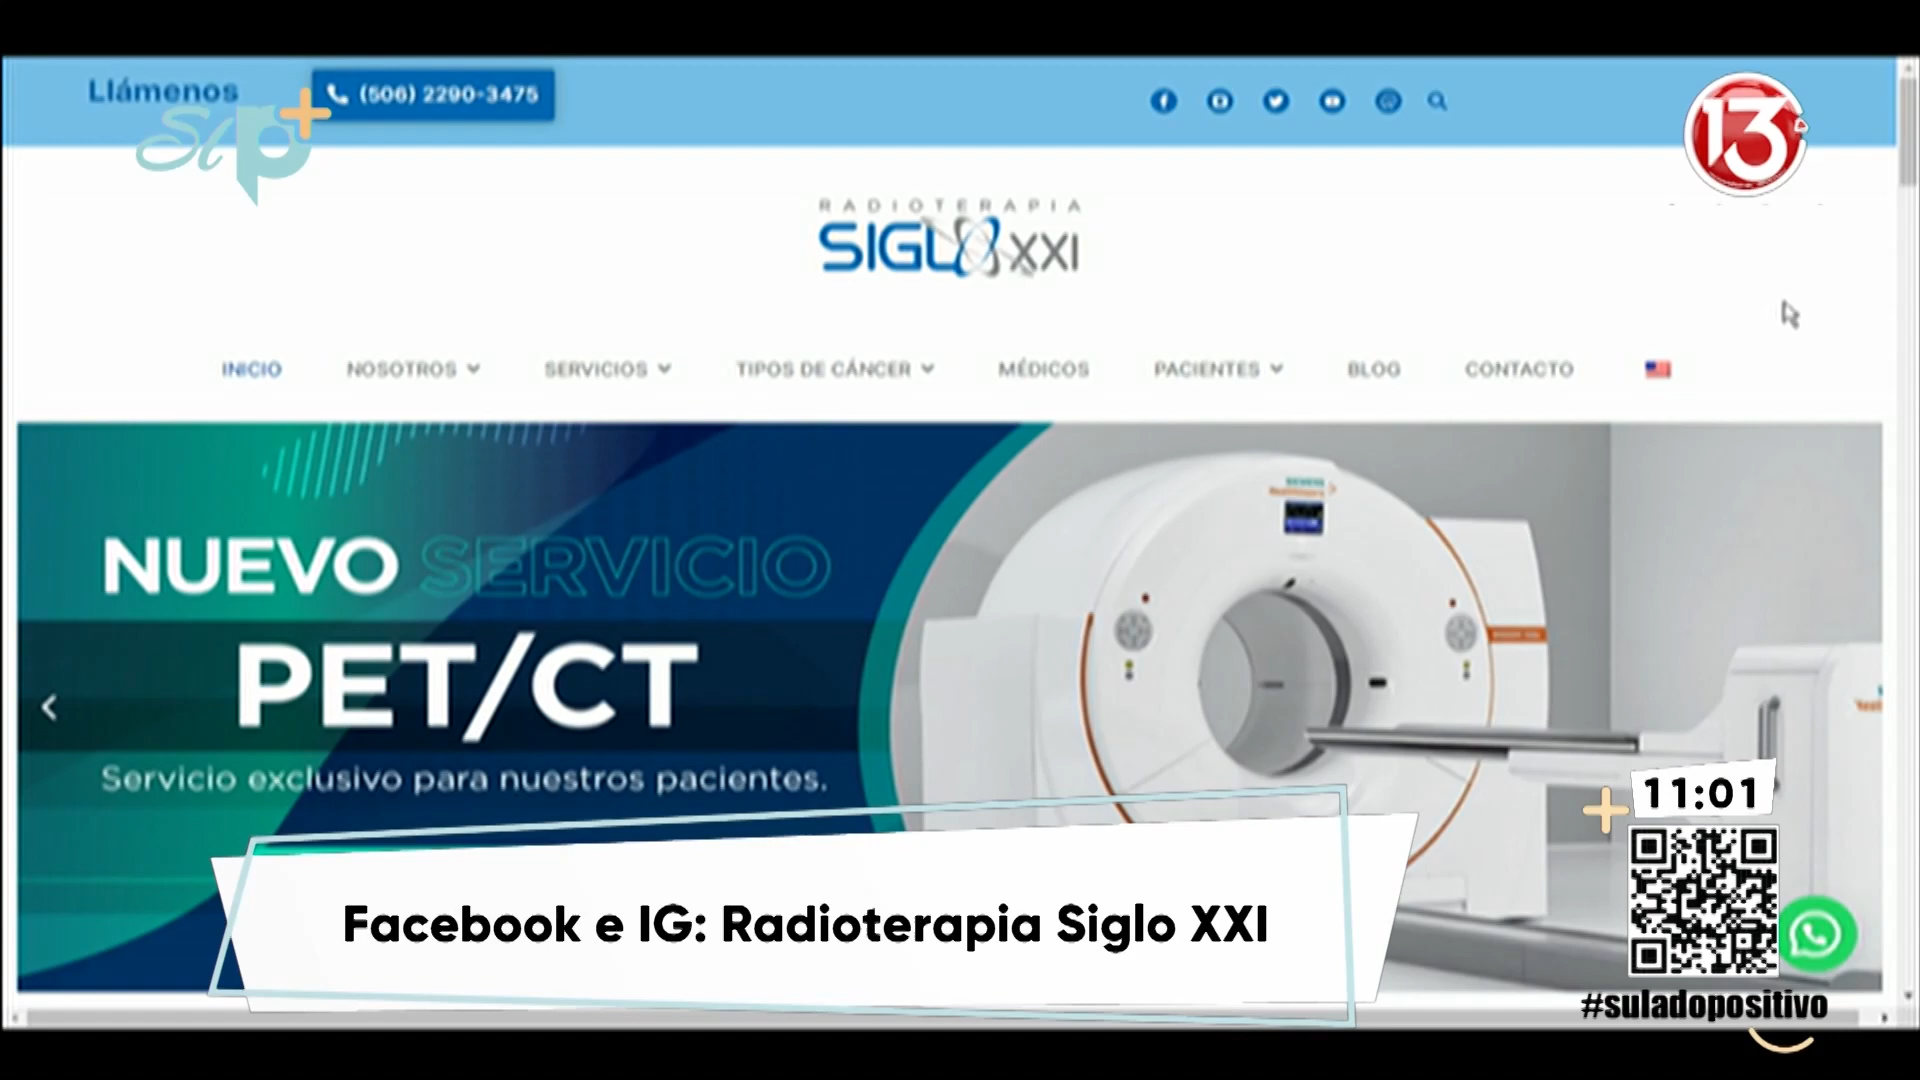 Llámenos
(506) 2290-3475
13
RADIOTERAPIA
SIGLO XXI
INICIO
NOSOTROS
SERVICIOS
TIPOS DE CÁNCER
MÉDICOS
PACIENTES
BLOG
CONTACTO
NUEVO SERVICIO
PET/CT
Servicio exclusivo para nuestros pacientes.
11:01
Facebook e IG: Radioterapia Siglo XXI
#suladopositivo